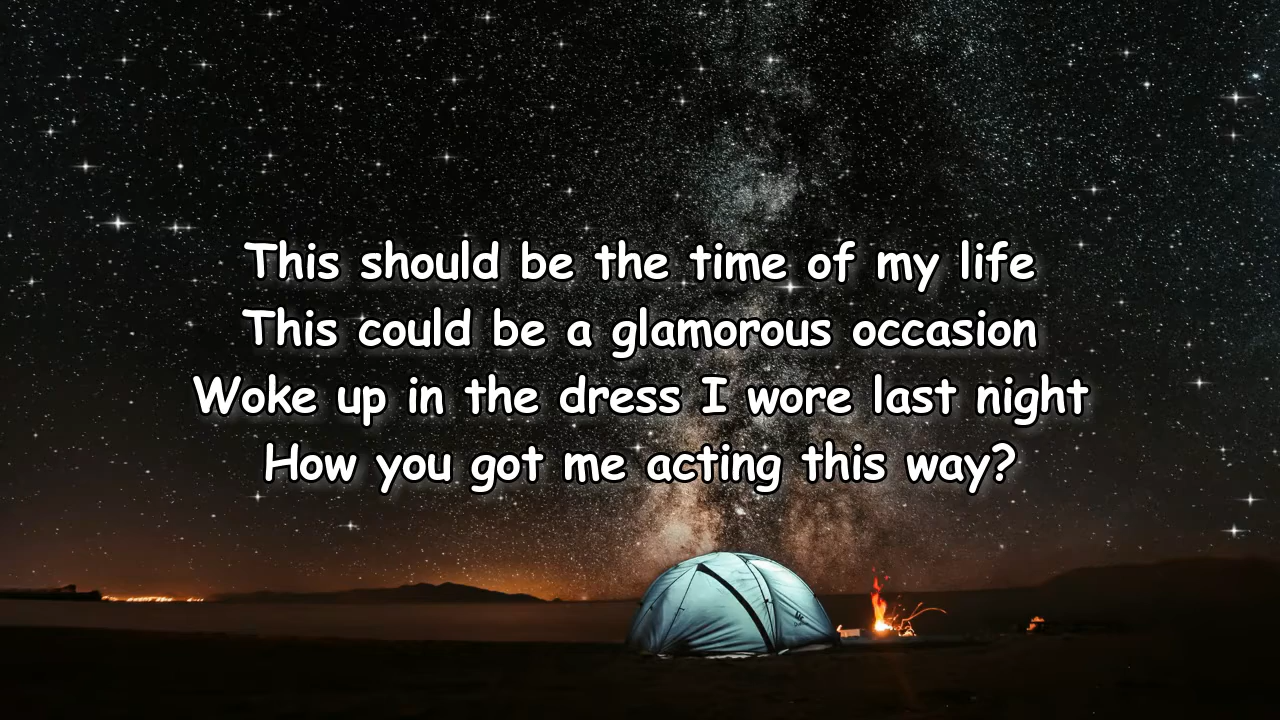 This should be the time of my life
This could be a glamorous occasion
Woke up in the dress I wore last night
How you got me acting this way?